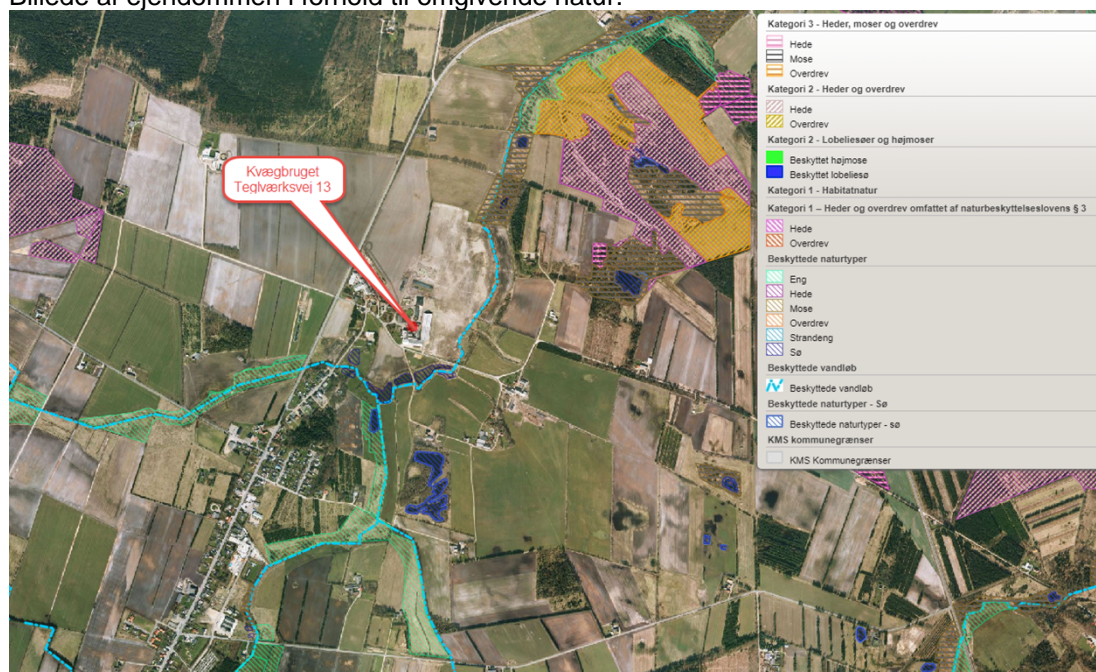 Billede af ejendommen i forhold til omgivende natur.
Kategori 3 - Heder, moser og overdrev
Hede
Mose
Overdrev
Kategori 2 - Heder og overdrev
Hede
Overdrev
Kategori 2 - Lobeliesøer og højmoser
Beskyttet højmose
Beskyttet lobeliesø
Kategori 1 - Habitatnatur
Kategori 1 – Heder og overdrev omfattet af naturbeskyttelseslovens § 3
Hede
Overdrev
Beskyttede naturtyper
Eng
Hede
Mose
Overdrev
Strandeng
Sø
Beskyttede vandløb
Beskyttede vandløb
Beskyttede naturtyper - Sø
Beskyttede naturtyper - sø
KMS kommunegrænser
KMS Kommunegrænser
Kvægbruget
Teglværksvej 13